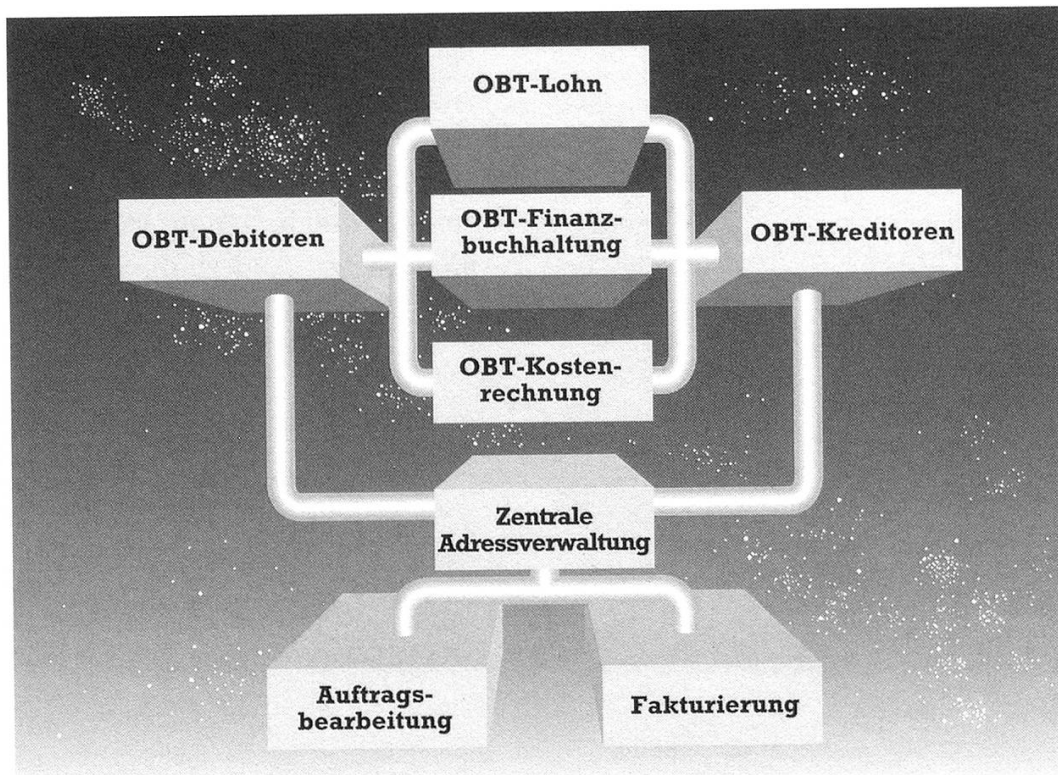 OBT-Lohn
OBT-Debitoren
OBT-Finanz-
buchhaltung
OBT-Kreditoren
OBT-Kosten-
rechnung
Zentrale
Adressverwaltung
Auftrags-
bearbeitung
Fakturierung